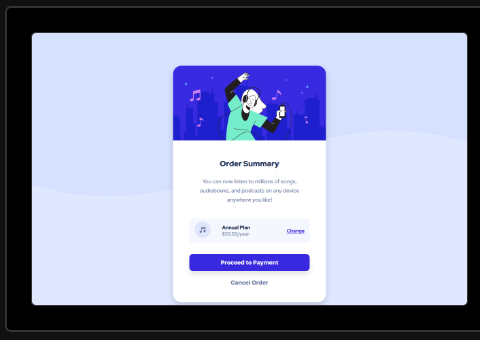 Order Summary
You can now listen to millions of songs,
audiobooks, and podcasts on any device
anywhere you like!
Annual Plan
$59.99/year
Change
Proceed to Payment
Cancel Order